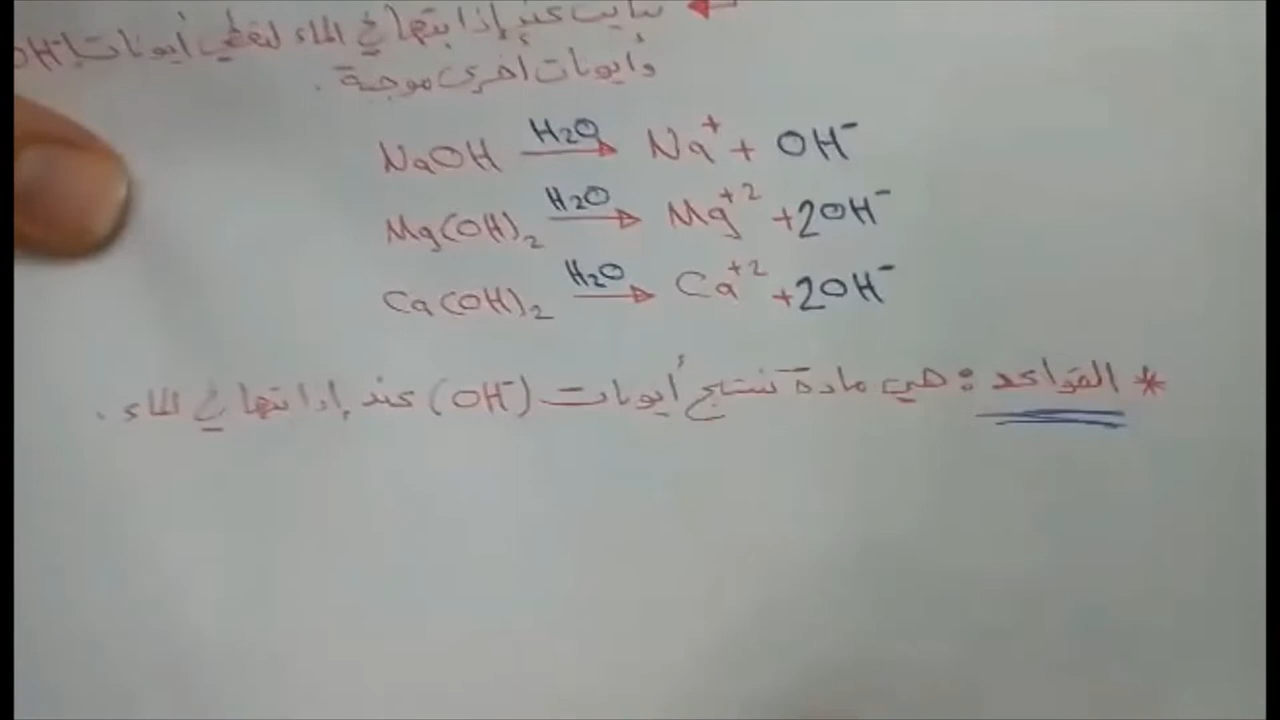 عند إذابتها في الماء لتعطي أيونات OH⁻
وأيونات أخرى موجبة .
NaOH —H2O→ Na⁺ + OH⁻
Mg(OH)₂ —H2O→ Mg⁺² + 2OH⁻
Ca(OH)₂ —H2O→ Ca⁺² + 2OH⁻
* القواعد : هي مادة تنتج أيونات (OH⁻) عند إذابتها في الماء .